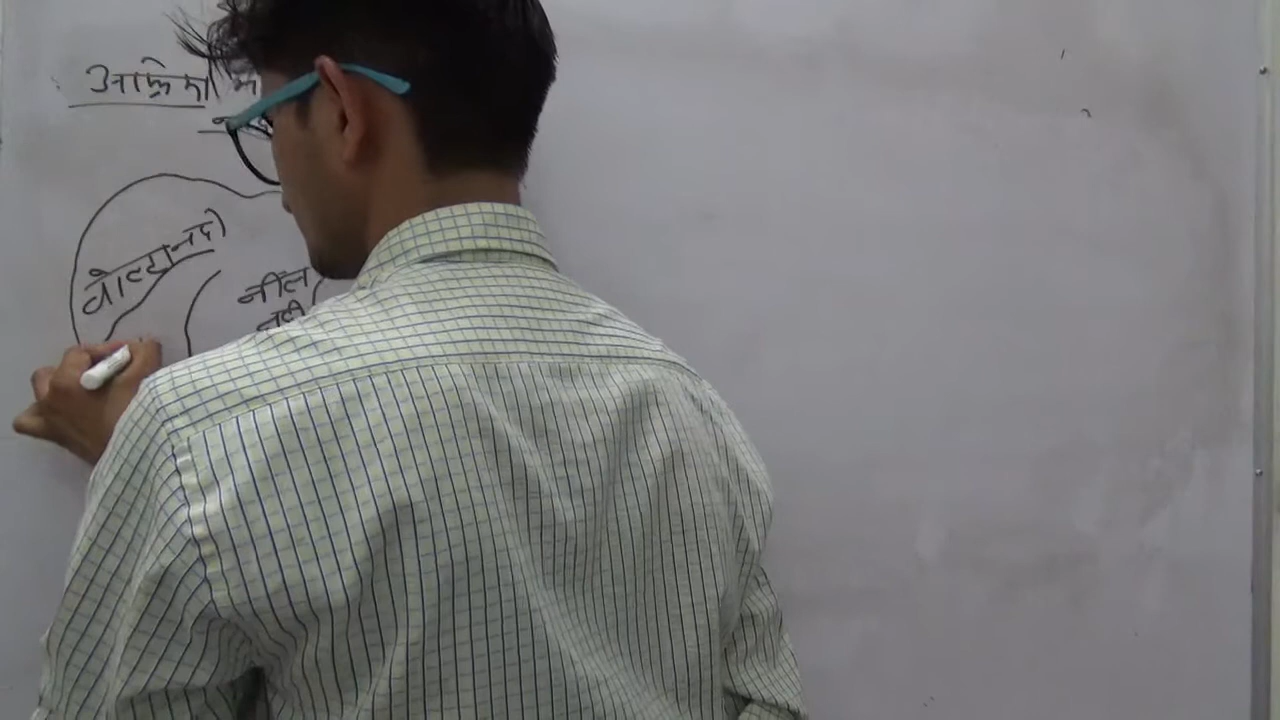 अफ्रीका
वोल्टा नदी
नील
नदी